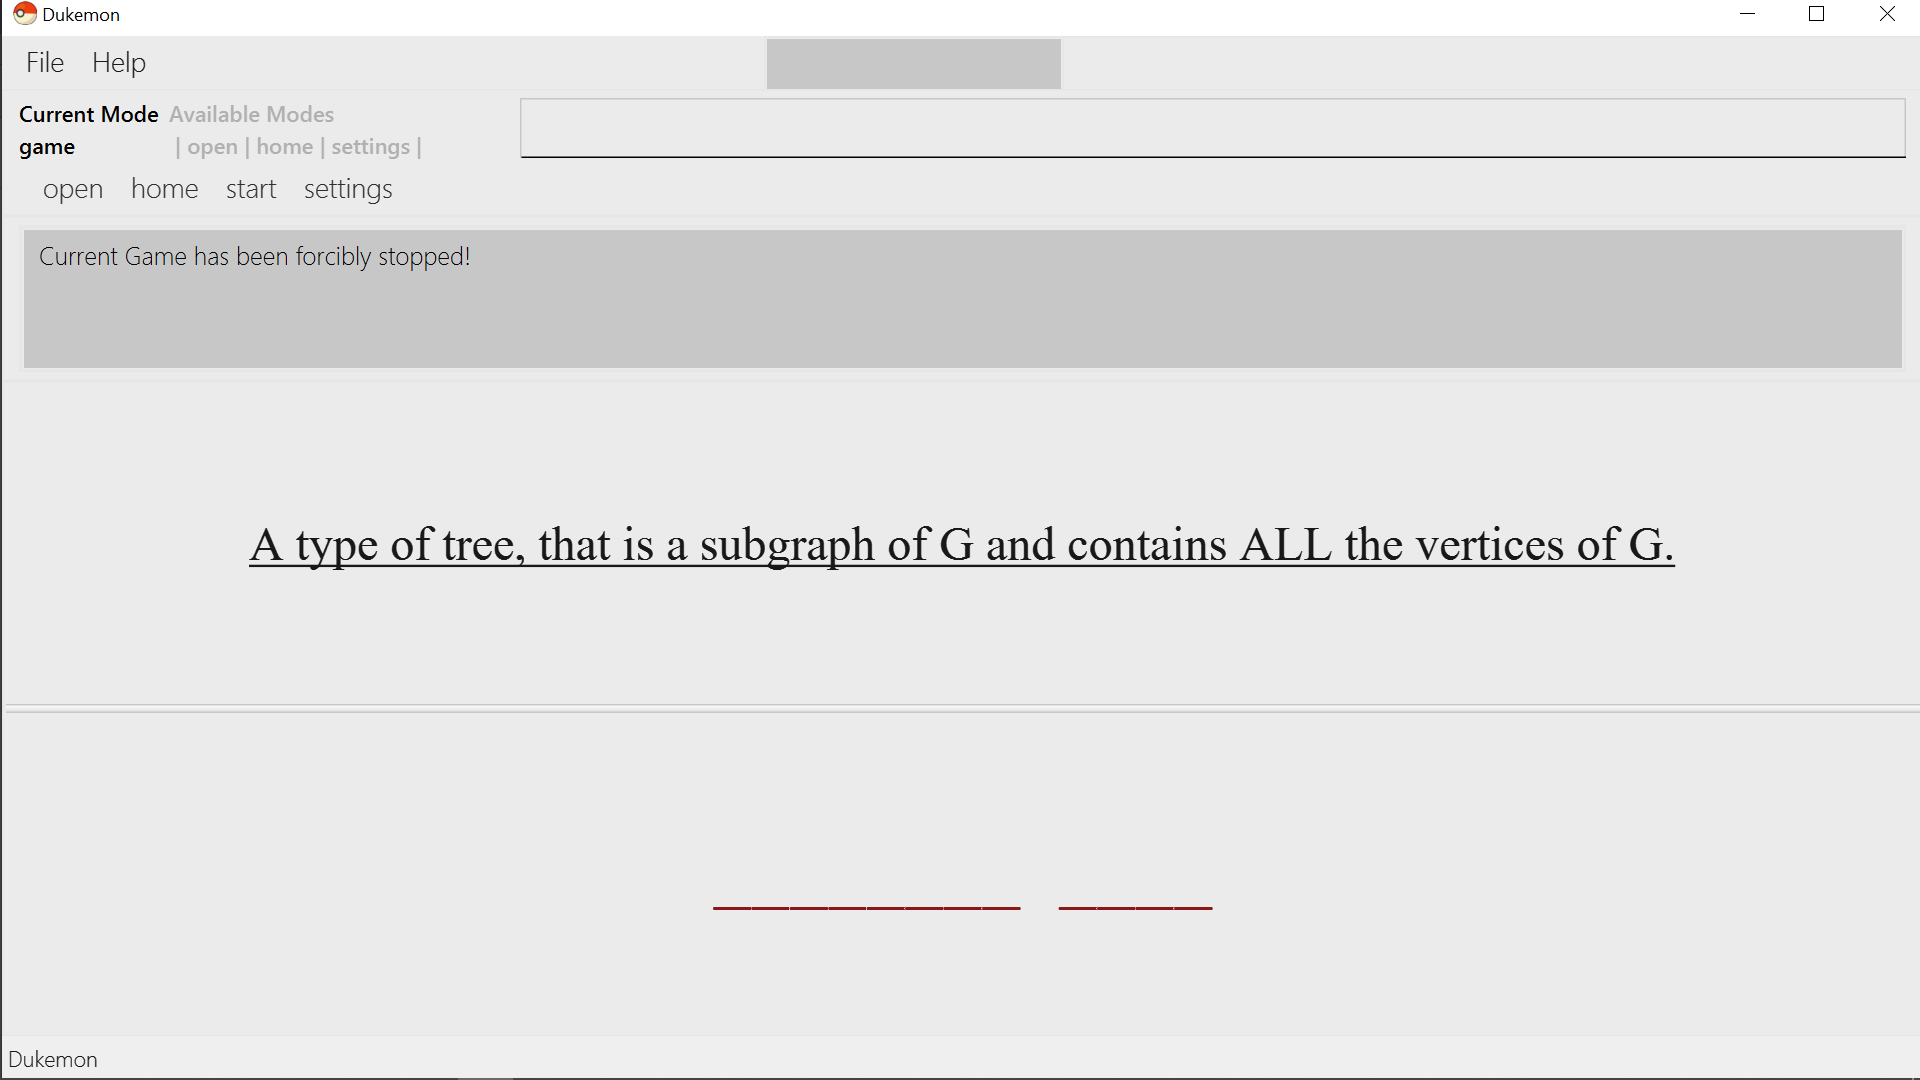 Dukemon
File Help
Current Mode Available Modes
game | open | home | settings |
open home start settings
Current Game has been forcibly stopped!
A type of tree, that is a subgraph of G and contains ALL the vertices of G.
________ ____
Dukemon